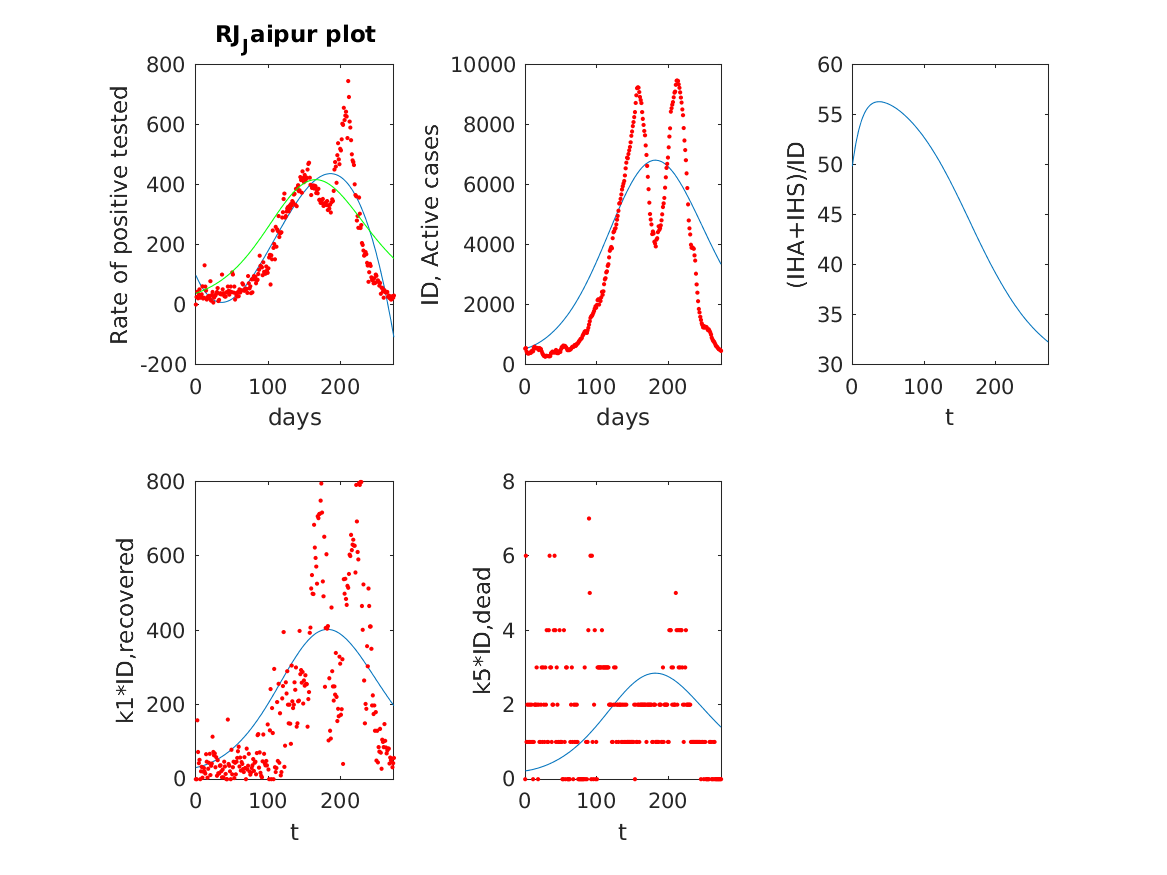 RJJaipur plot
800
600
400
200
0
-200
Rate of positive tested
0 100 200
days
10000
8000
6000
4000
2000
0
ID, Active cases
0 100 200
days
60
55
50
45
40
35
30
(IHA+IHS)/ID
0 100 200
t
800
600
400
200
0
k1*ID,recovered
0 100 200
t
8
6
4
2
0
k5*ID,dead
0 100 200
t